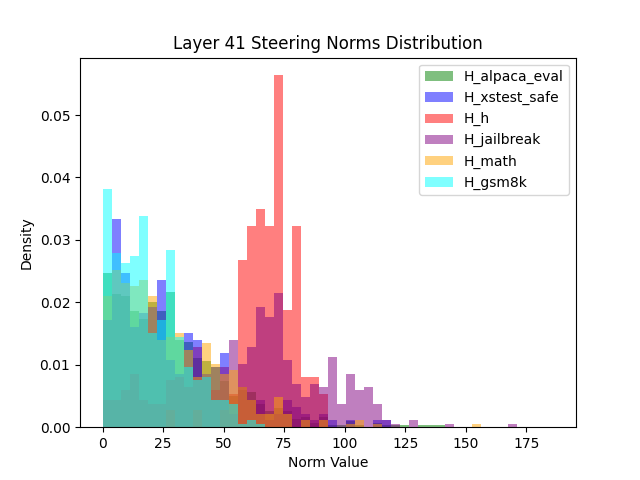 Layer 41 Steering Norms Distribution
H_alpaca_eval
H_xstest_safe
H_h
H_jailbreak
H_math
H_gsm8k
Density
0.05
0.04
0.03
0.02
0.01
0.00
0
25
50
75
100
125
150
175
Norm Value